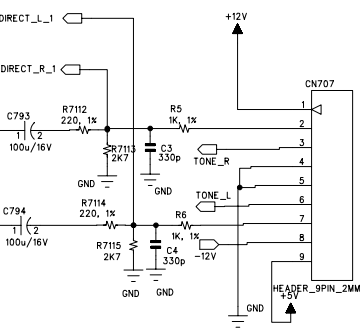 DIRECT_L_1
+12V
DIRECT_R_1
CN707
C793
R7112
220, 1%
R5
1K, 1%
1
2
1 2
100u/16V
R7113
2K7
C3
330p
TONE_R
3
4
GND
GND
5
TONE_L
6
C794
R7114
220, 1%
R6
1K, 1%
7
1 2
100u/16V
R7115
2K7
C4
330p
-12V
8
9
GND
GND
HEADER_9PIN_2MM
+5V
GND